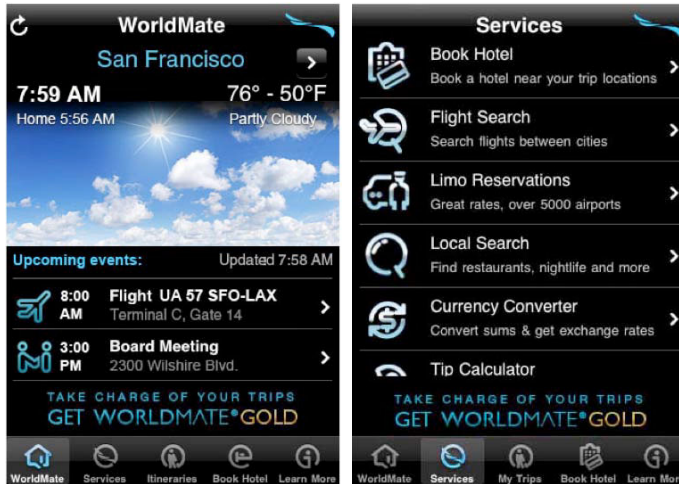 WorldMate
San Francisco
7:59 AM
76° - 50°F
Home 5:56 AM
Partly Cloudy
Upcoming events:
Updated 7:58 AM
8:00 AM
Flight UA 57 SFO-LAX
Terminal C, Gate 14
3:00 PM
Board Meeting
2300 Wilshire Blvd.
TAKE CHARGE OF YOUR TRIPS
GET WORLDMATE GOLD
WorldMate
Services
Itineraries
Book Hotel
Learn More
Services
Book Hotel
Book a hotel near your trip locations
Flight Search
Search flights between cities
Limo Reservations
Great rates, over 5000 airports
Local Search
Find restaurants, nightlife and more
Currency Converter
Convert sums & get exchange rates
Tip Calculator
TAKE CHARGE OF YOUR TRIPS
GET WORLDMATE GOLD
WorldMate
Services
My Trips
Book Hotel
Learn More